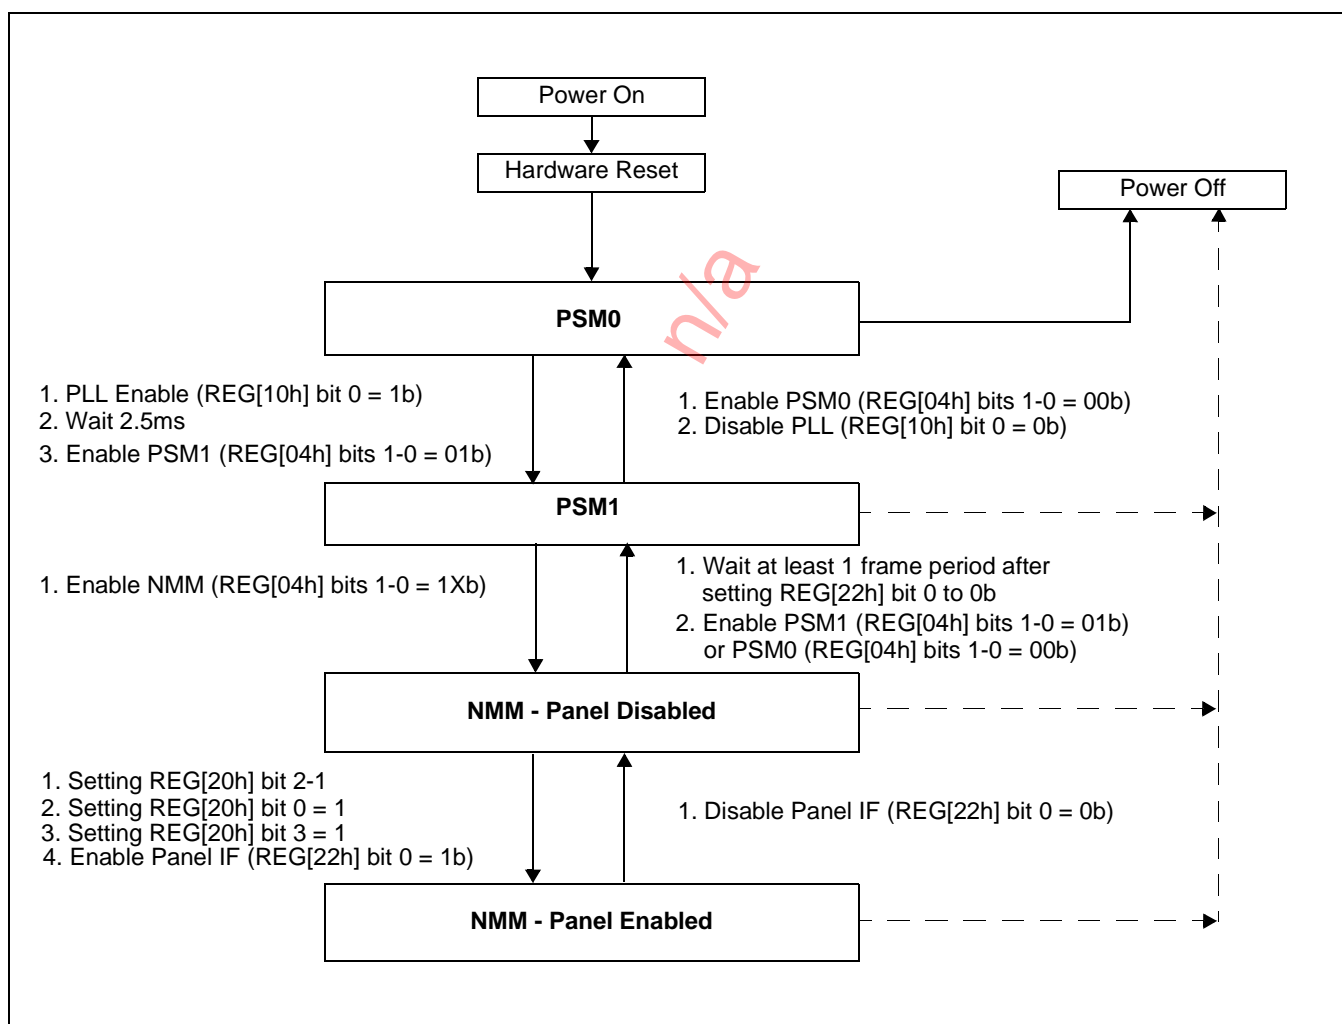 Power On
Hardware Reset
Power Off
n/a
PSM0
1. PLL Enable (REG[10h] bit 0 = 1b)
2. Wait 2.5ms
3. Enable PSM1 (REG[04h] bits 1-0 = 01b)
1. Enable PSM0 (REG[04h] bits 1-0 = 00b)
2. Disable PLL (REG[10h] bit 0 = 0b)
PSM1
1. Enable NMM (REG[04h] bits 1-0 = 1Xb)
1. Wait at least 1 frame period after
setting REG[22h] bit 0 to 0b
2. Enable PSM1 (REG[04h] bits 1-0 = 01b)
or PSM0 (REG[04h] bits 1-0 = 00b)
NMM - Panel Disabled
1. Setting REG[20h] bit 2-1
2. Setting REG[20h] bit 0 = 1
3. Setting REG[20h] bit 3 = 1
4. Enable Panel IF (REG[22h] bit 0 = 1b)
1. Disable Panel IF (REG[22h] bit 0 = 0b)
NMM - Panel Enabled